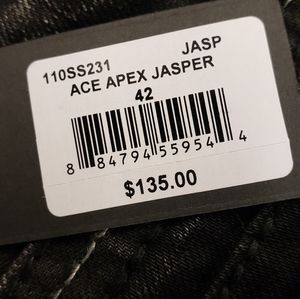 110SS231 JASP
ACE APEX JASPER
42
8 84794 55954 4
$135.00